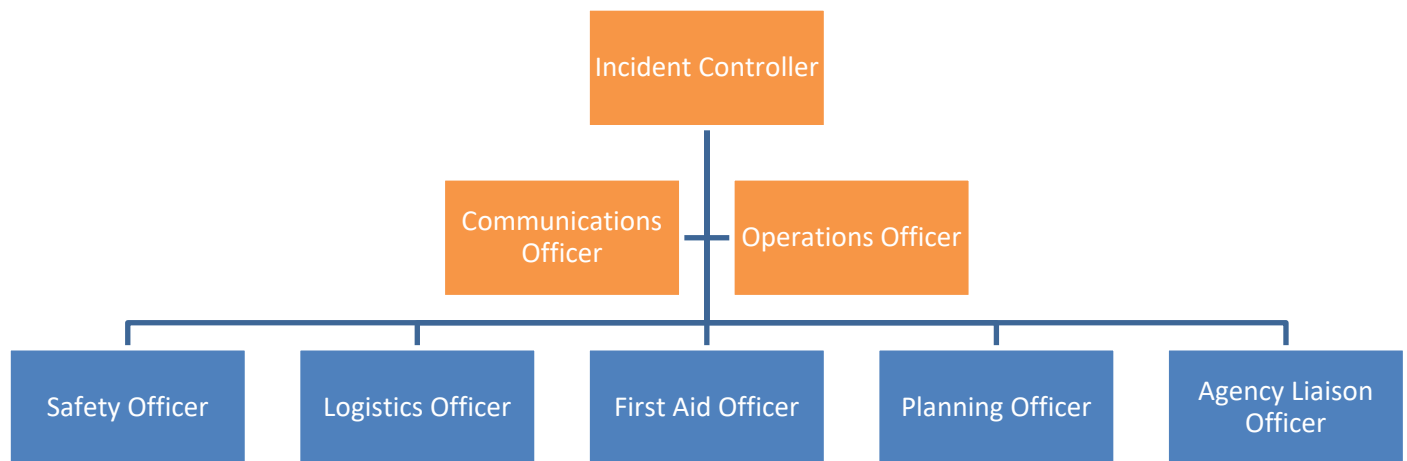 Incident Controller
Communications
Officer
Operations Officer
Safety Officer
Logistics Officer
First Aid Officer
Planning Officer
Agency Liaison
Officer